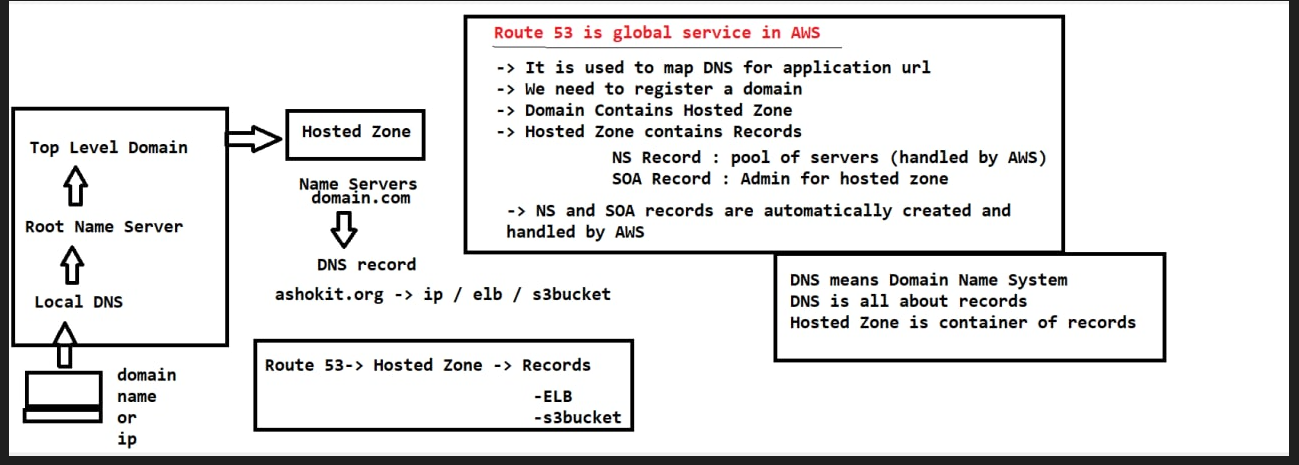 Top Level Domain
Root Name Server
Local DNS
domain
name
or
ip
Hosted Zone
Name Servers
domain.com
DNS record
ashokit.org -> ip / elb / s3bucket
Route 53-> Hosted Zone -> Records
-ELB
-s3bucket
Route 53 is global service in AWS
-> It is used to map DNS for application url
-> We need to register a domain
-> Domain Contains Hosted Zone
-> Hosted Zone contains Records
NS Record : pool of servers (handled by AWS)
SOA Record : Admin for hosted zone
-> NS and SOA records are automatically created and
handled by AWS
DNS means Domain Name System
DNS is all about records
Hosted Zone is container of records